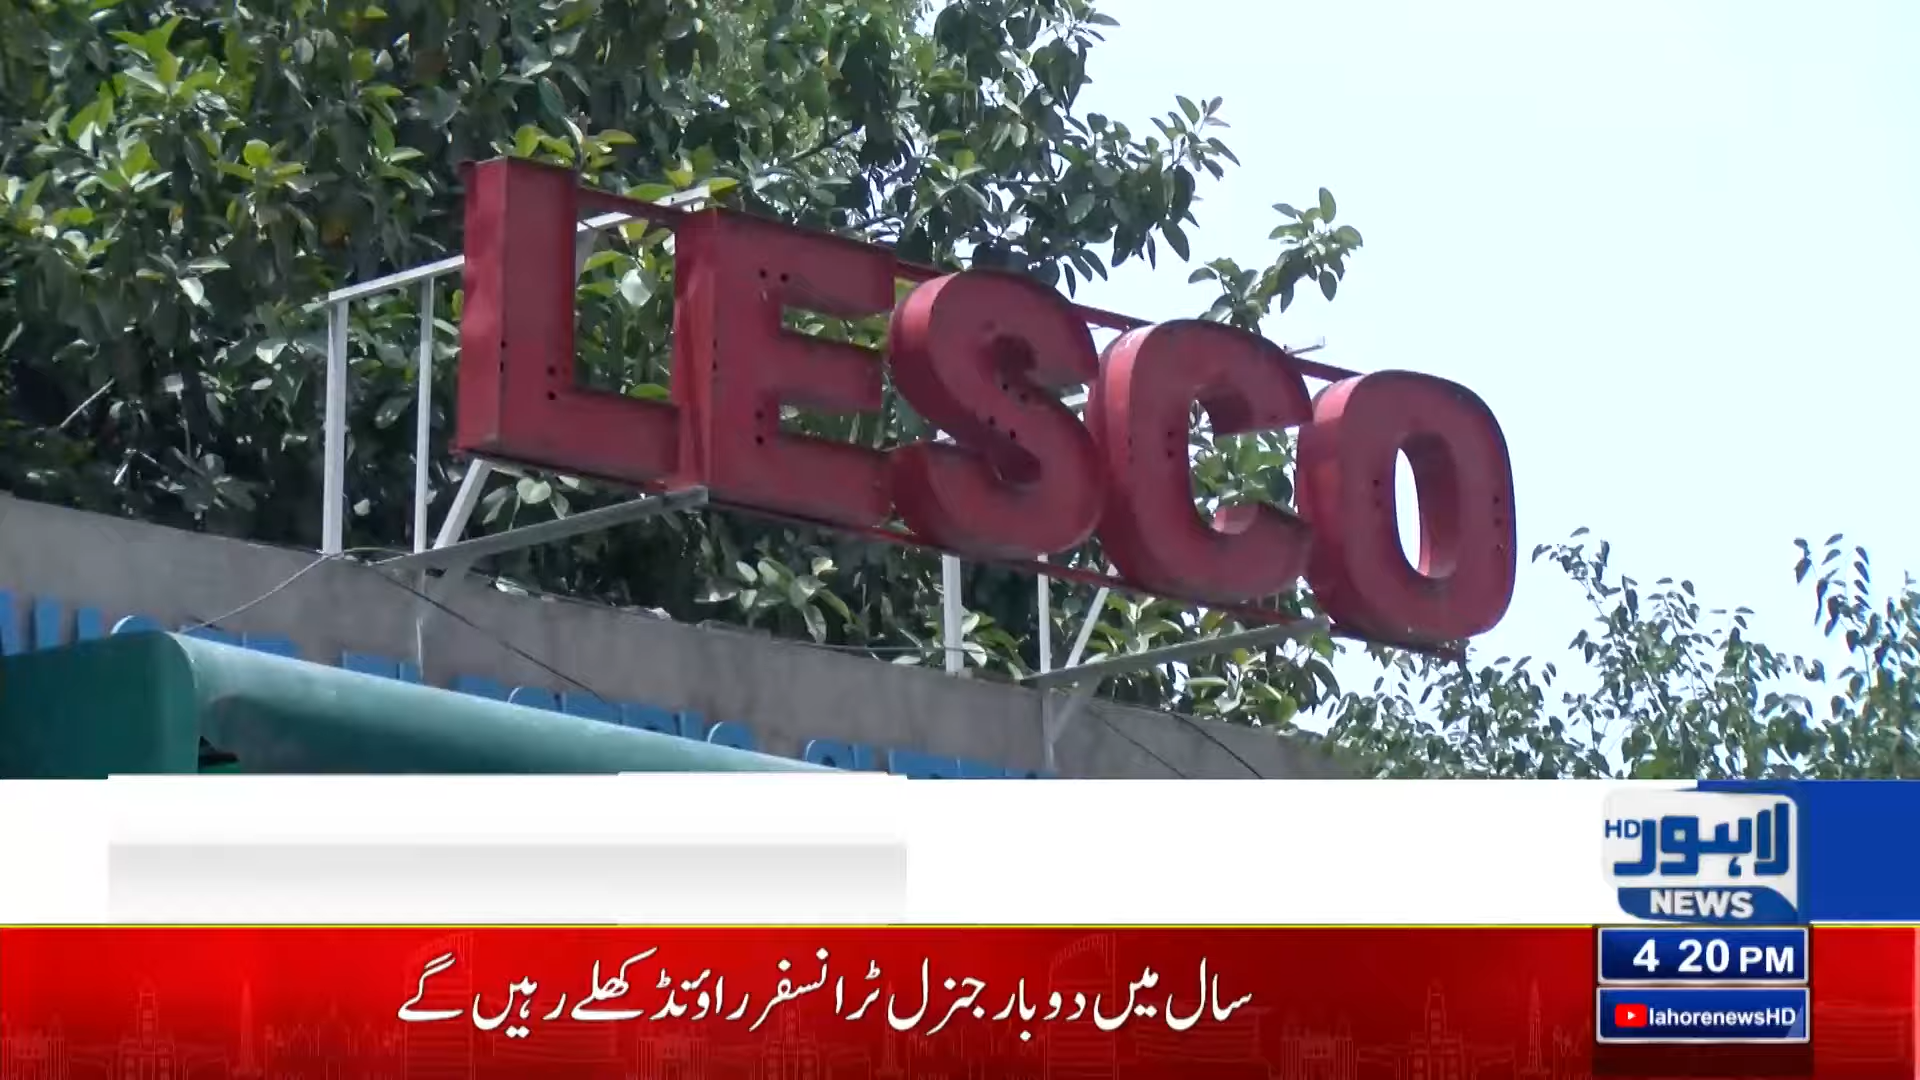 LESCO
HD لاہور
NEWS
4 20 PM
سال میں دو بار جنرل ٹرانسفر راؤنڈ کھلے رہیں گے
lahorenewsHD